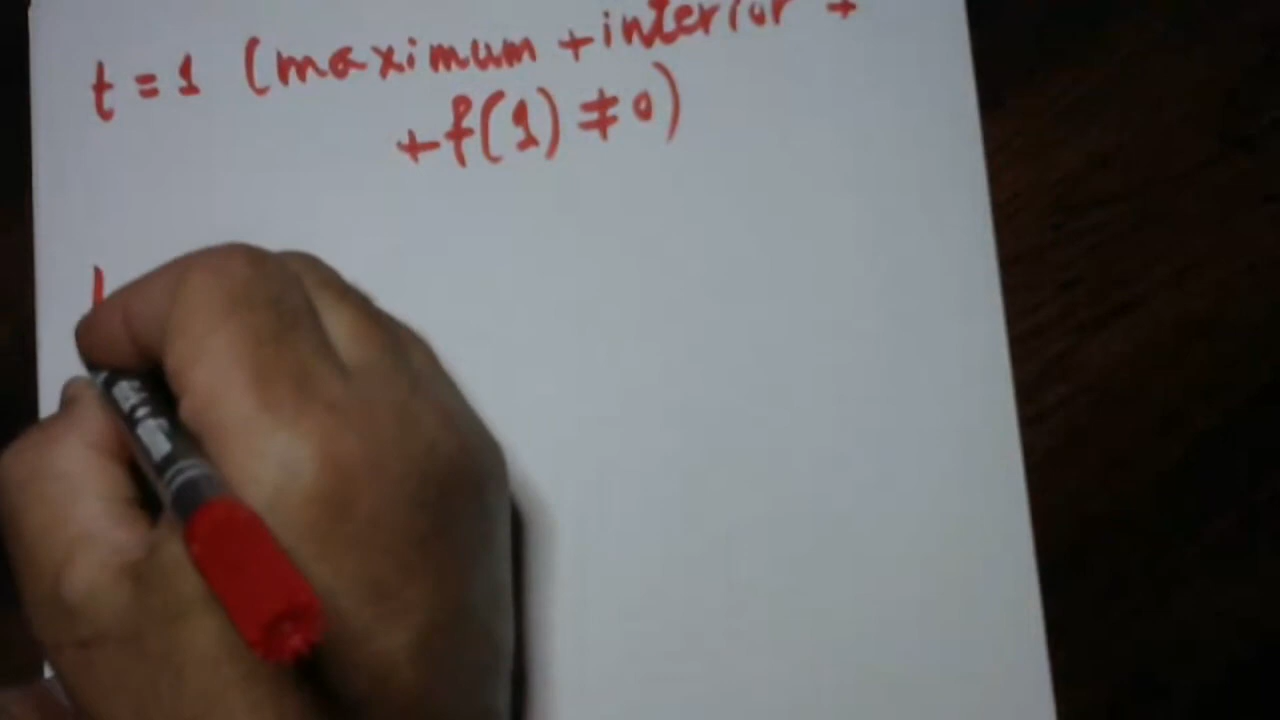 t = 1 (maximum + interior +
+ f(1) ≠ 0)